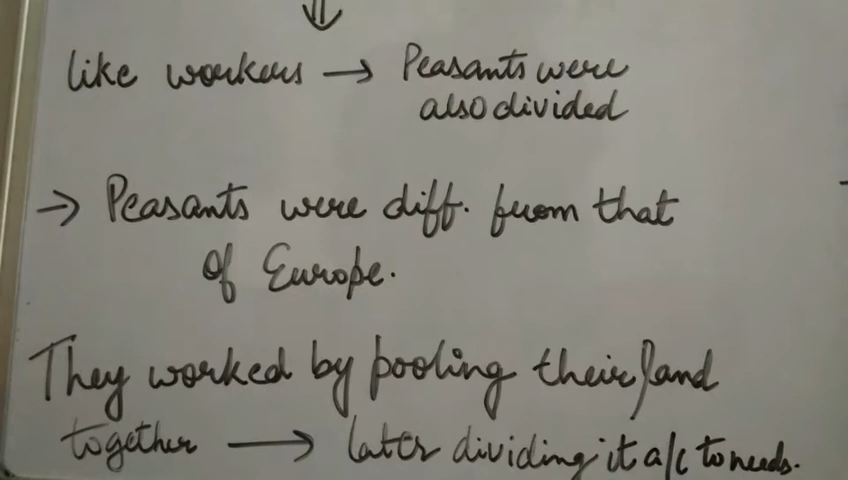 like workers → Peasants were
also divided
→ Peasants were diff. from that
of Europe.
They worked by pooling their land
together → later dividing it a/c to needs.